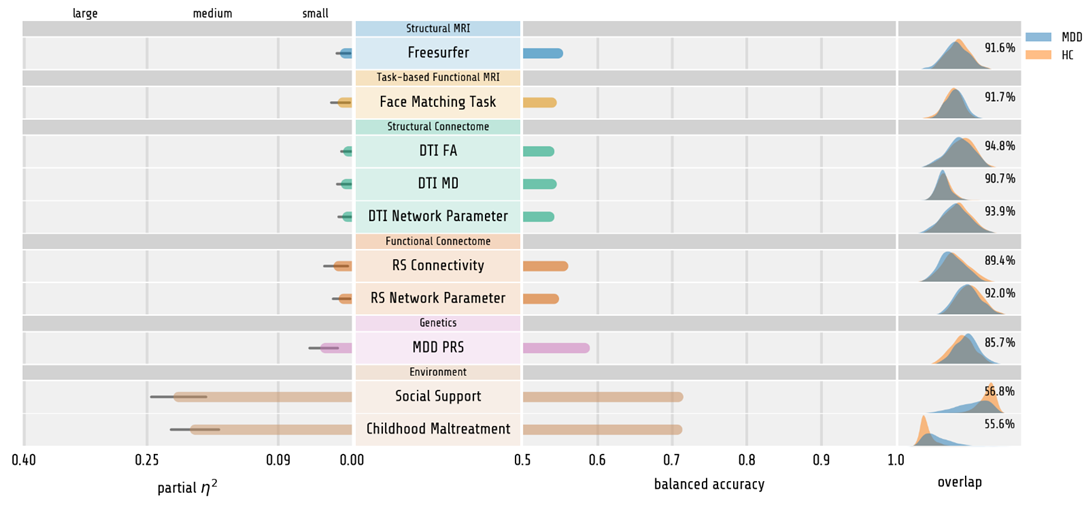 large medium small
Structural MRI
Freesurfer 91.6%
MDD
HC
Task-based Functional MRI
Face Matching Task 91.7%
Structural Connectome
DTI FA 94.8%
DTI MD 90.7%
DTI Network Parameter 93.9%
Functional Connectome
RS Connectivity 89.4%
RS Network Parameter 92.0%
Genetics
MDD PRS 85.7%
Environment
Social Support 56.8%
Childhood Maltreatment 55.6%
0.40 0.25 0.09 0.00 0.5 0.6 0.7 0.8 0.9 1.0
partial η² balanced accuracy overlap